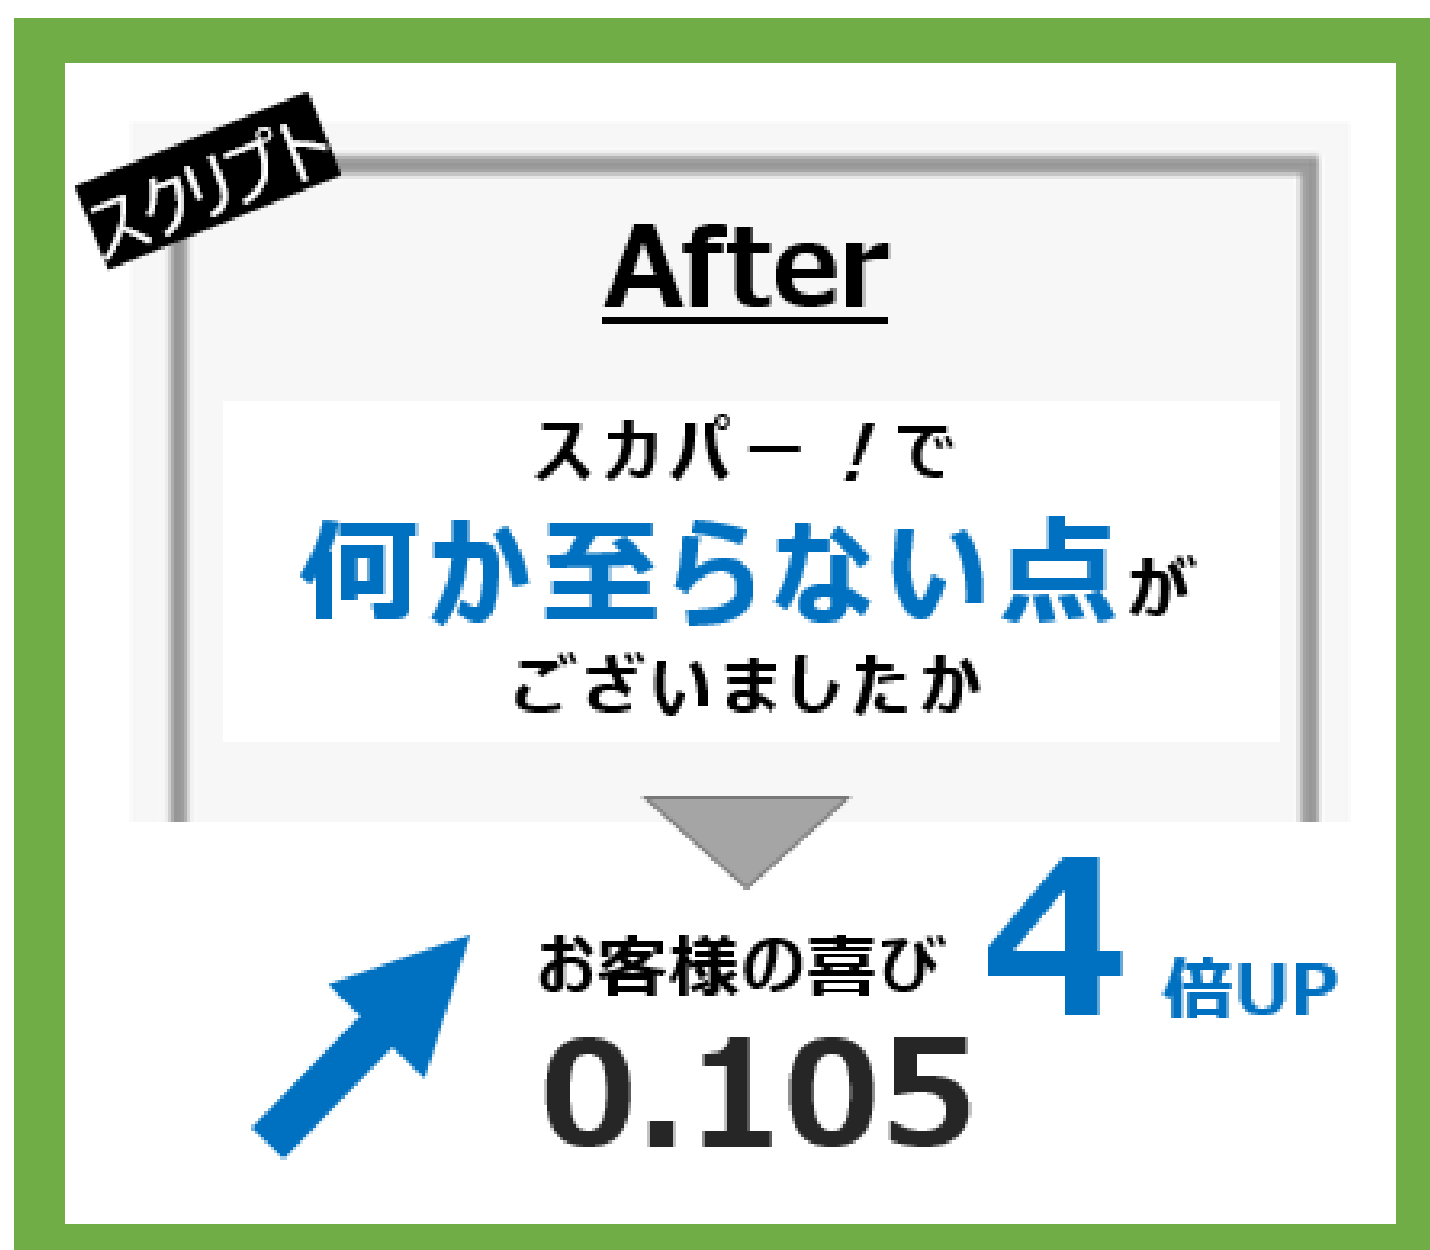 スクリプト
After
スカパー！で
何か至らない点が
ございましたか
お客様の喜び 4倍UP
0.105